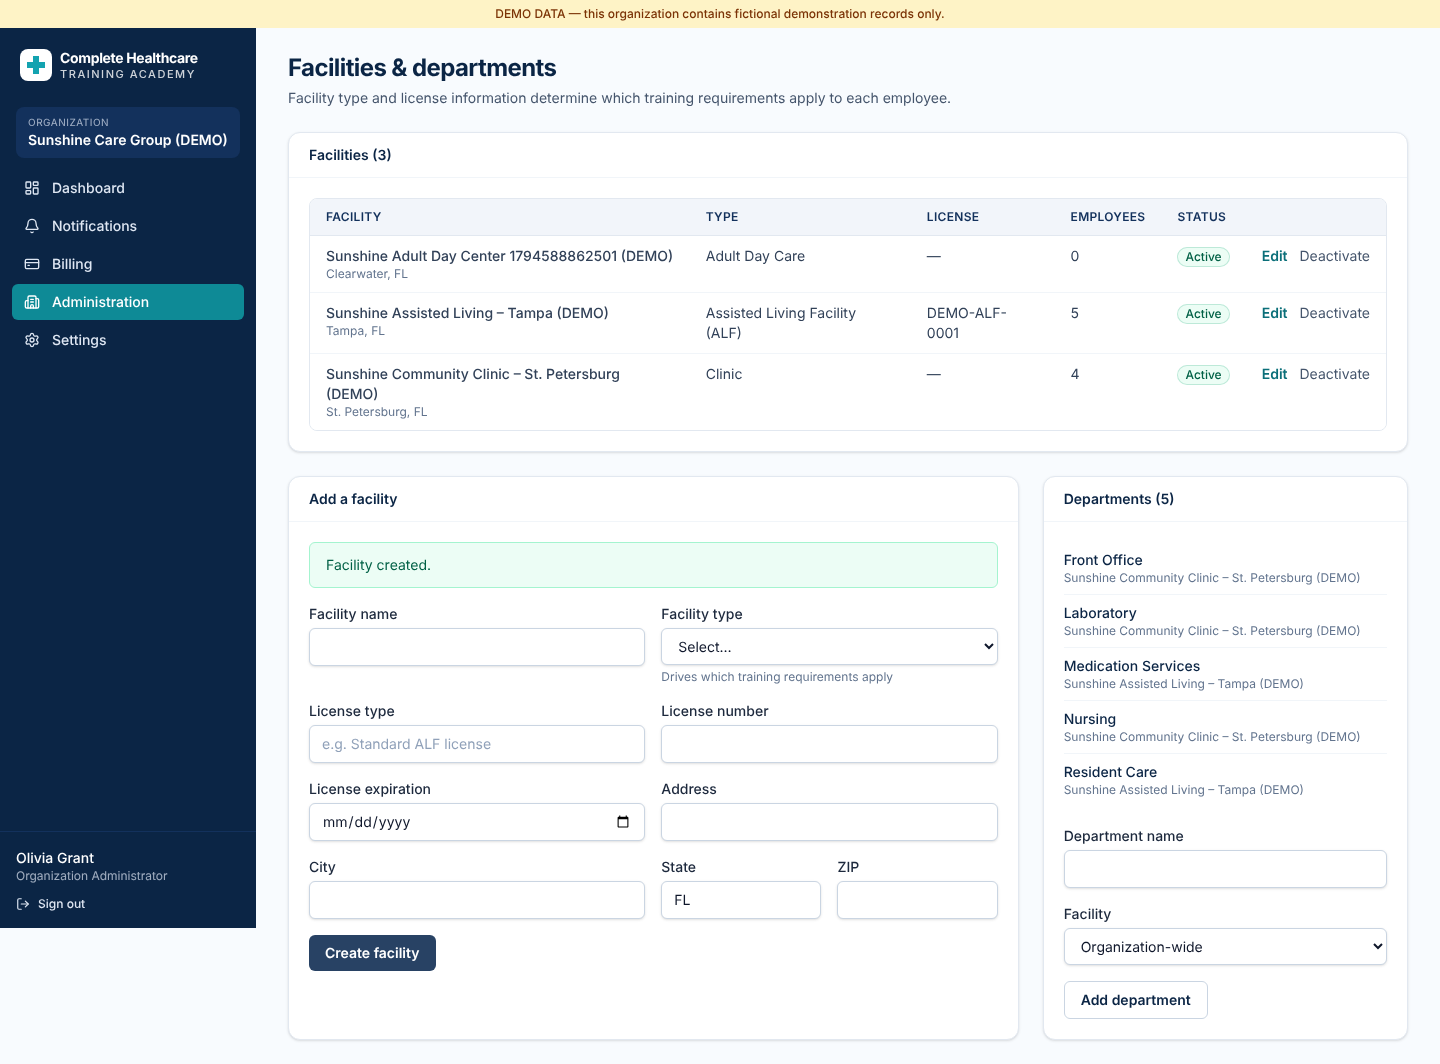 DEMO DATA — this organization contains fictional demonstration records only.
Complete Healthcare
TRAINING ACADEMY
ORGANIZATION
Sunshine Care Group (DEMO)
Dashboard
Notifications
Billing
Administration
Settings
Olivia Grant
Organization Administrator
Sign out
Facilities & departments
Facility type and license information determine which training requirements apply to each employee.
Facilities (3)
FACILITY TYPE LICENSE EMPLOYEES STATUS
Sunshine Adult Day Center 1794588862501 (DEMO) Adult Day Care — 0 Active Edit Deactivate
Clearwater, FL
Sunshine Assisted Living – Tampa (DEMO) Assisted Living Facility DEMO-ALF- 5 Active Edit Deactivate
Tampa, FL (ALF) 0001
Sunshine Community Clinic – St. Petersburg Clinic — 4 Active Edit Deactivate
(DEMO)
St. Petersburg, FL
Add a facility
Facility created.
Facility name Facility type
Select...
Drives which training requirements apply
License type License number
e.g. Standard ALF license
License expiration Address
mm/dd/yyyy
City State ZIP
FL
Create facility
Departments (5)
Front Office
Sunshine Community Clinic – St. Petersburg (DEMO)
Laboratory
Sunshine Community Clinic – St. Petersburg (DEMO)
Medication Services
Sunshine Assisted Living – Tampa (DEMO)
Nursing
Sunshine Community Clinic – St. Petersburg (DEMO)
Resident Care
Sunshine Assisted Living – Tampa (DEMO)
Department name
Facility
Organization-wide
Add department